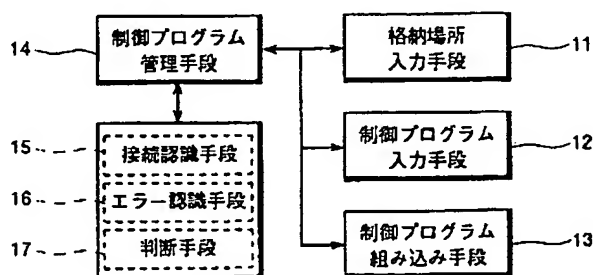 14
制御プログラム
管理手段
格納場所
入力手段
11
15
接続認識手段
16
エラー認識手段
17
判断手段
制御プログラム
入力手段
12
制御プログラム
組み込み手段
13